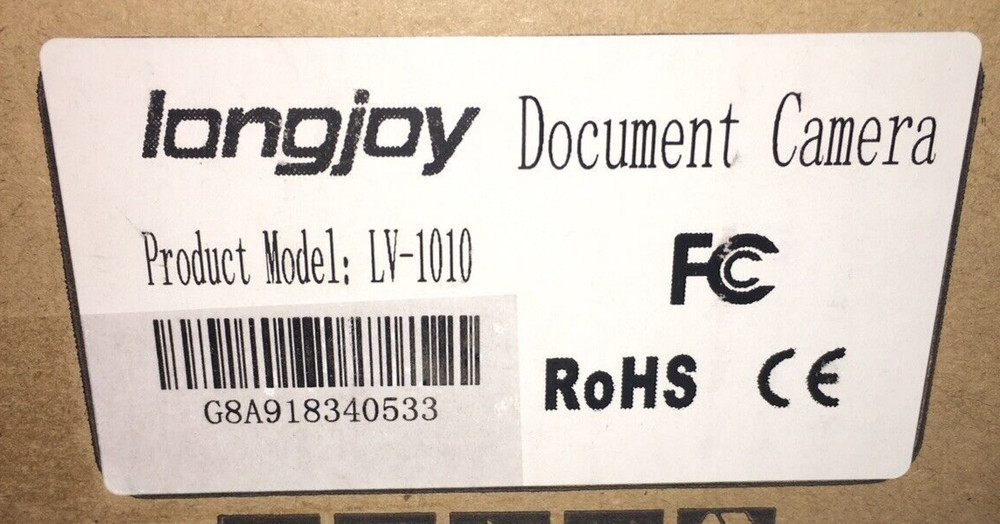 longjoy Document Camera
Product Model: LV-1010
FC
G8A918340533
RoHS CE